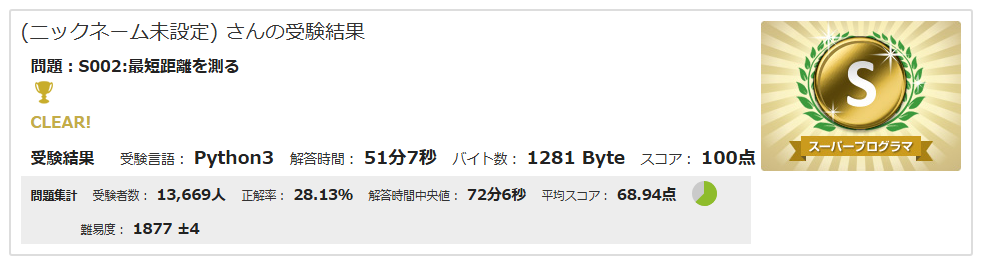 (ニックネーム未設定) さんの受験結果
問題：S002:最短距離を測る
CLEAR!
S
スーパープログラマ
受験結果 受験言語： Python3 解答時間： 51分7秒 バイト数： 1281 Byte スコア： 100点
問題集計 受験者数： 13,669人 正解率： 28.13% 解答時間中央値： 72分6秒 平均スコア： 68.94点
難易度： 1877 ±4